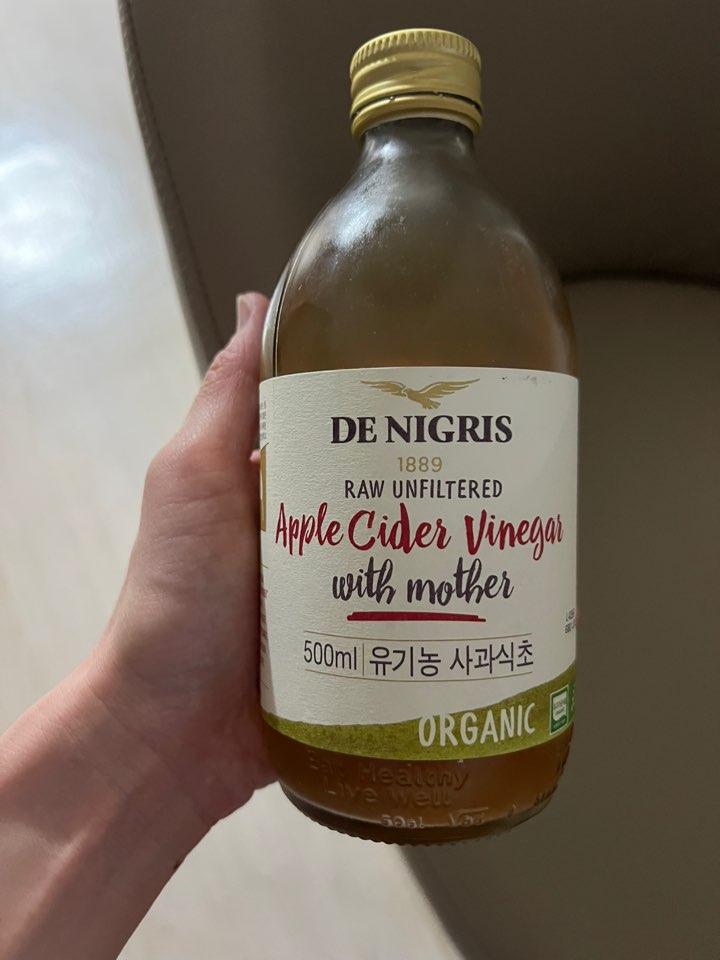 DE NIGRIS
1889
RAW UNFILTERED
Apple Cider Vinegar
with mother
500ml 유기농 사과식초
ORGANIC
Eat Healthy
Live Well